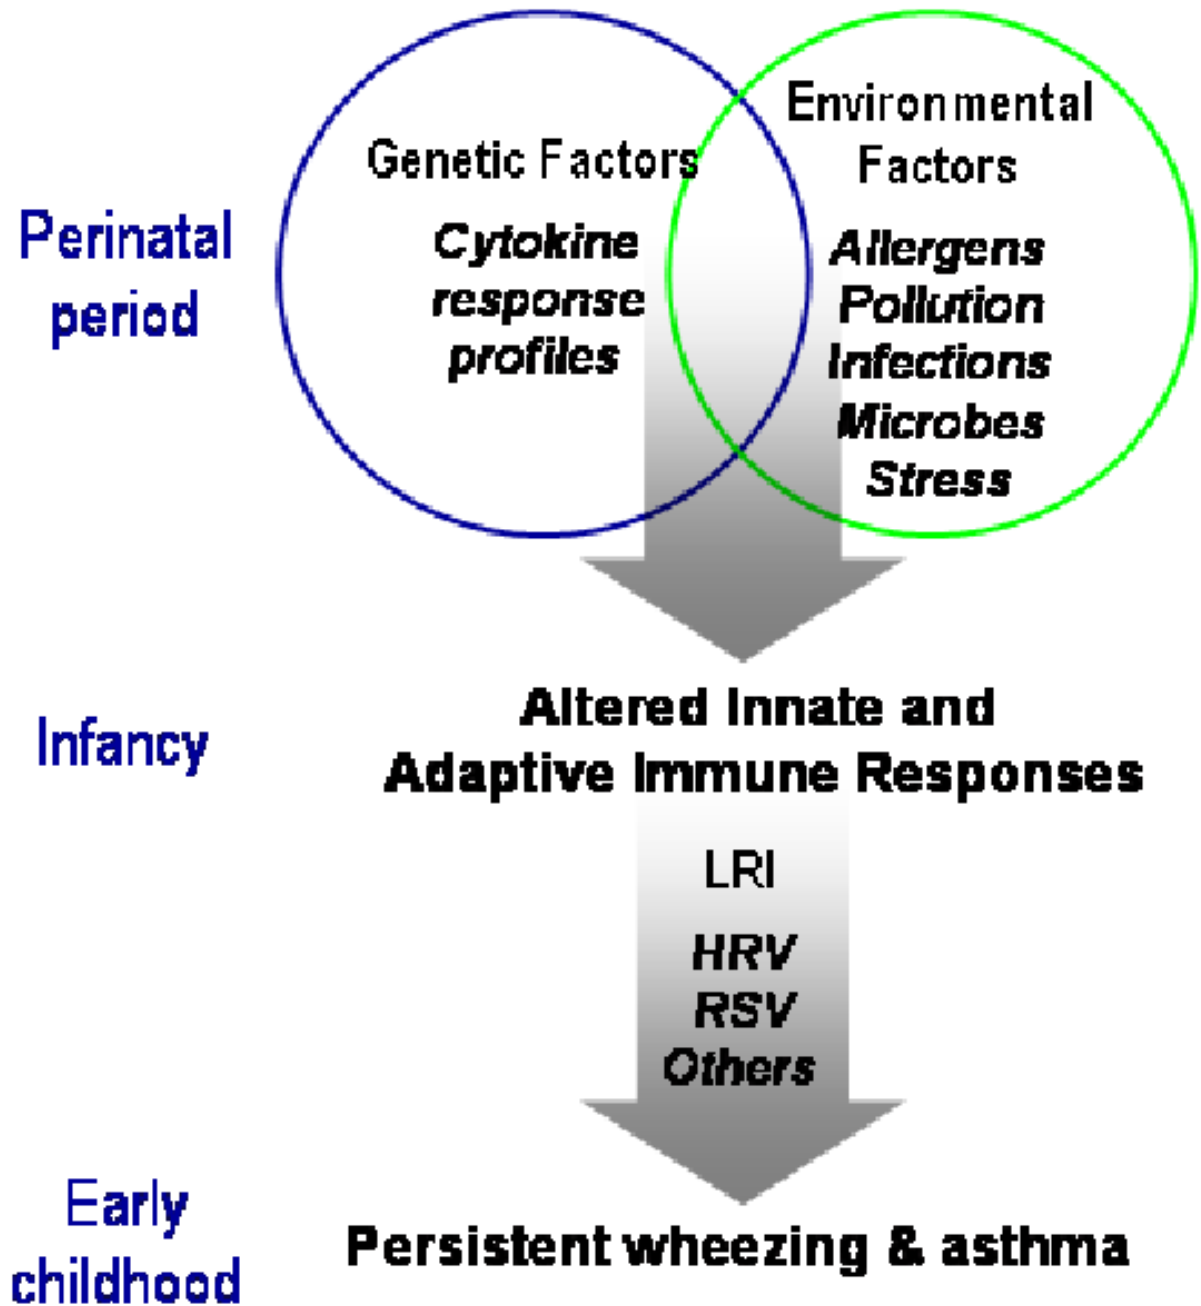 Perinatal
period
Genetic Factors
Cytokine
response
profiles
Environmental
Factors
Allergens
Pollution
Infections
Microbes
Stress
Infancy
Altered Innate and
Adaptive Immune Responses
LRI
HRV
RSV
Others
Early
childhood
Persistent wheezing & asthma